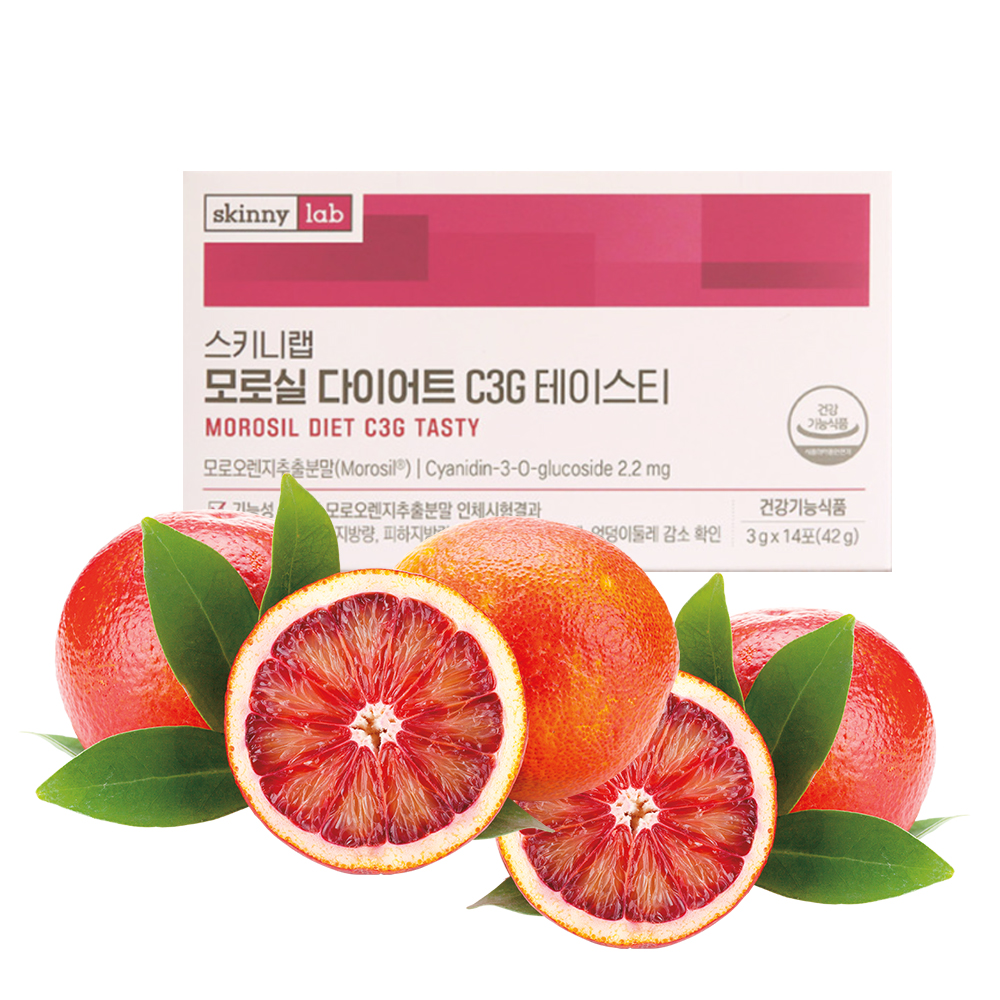 skinny lab
스키니랩
모로실 다이어트 C3G 테이스티
MOROSIL DIET C3G TASTY
모로오렌지추출분말(Morosil®) | Cyanidin-3-O-glucoside 2.2 mg
건강
기능식품
기능성
모로오렌지추출분말 인체시험결과
지방량, 피하지방량
엉덩이둘레 감소 확인
건강기능식품
3 g x 14포(42 g)